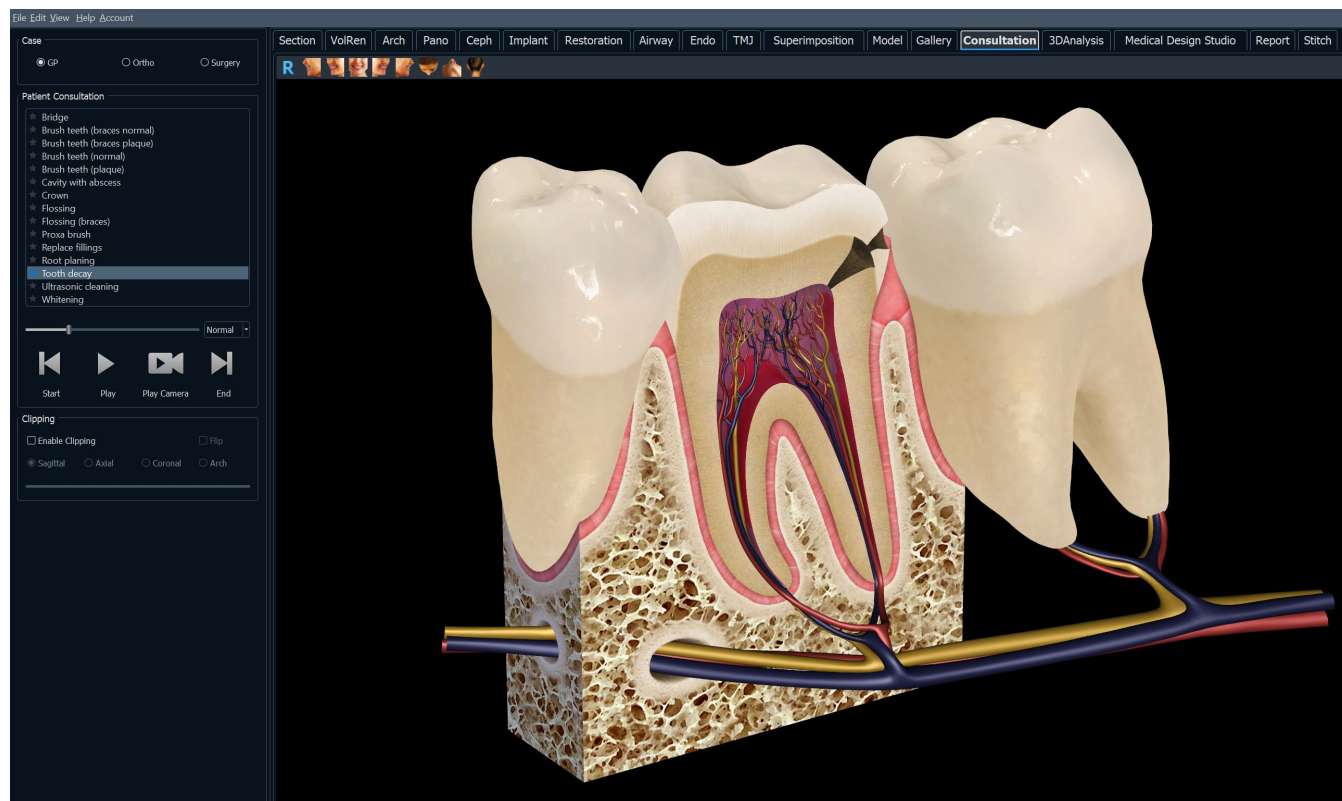 File Edit View Help Account
Case
GP Ortho Surgery
Patient Consultation
Bridge
Brush teeth (braces normal)
Brush teeth (braces plaque)
Brush teeth (normal)
Brush teeth (plaque)
Cavity with abscess
Crown
Flossing
Flossing (braces)
Proxa brush
Replace fillings
Root planing
Tooth decay
Ultrasonic cleaning
Whitening
Normal
Start Play Play Camera End
Clipping
Enable Clipping Flip
Sagittal Axial Coronal Arch
Section VolRen Arch Pano Ceph Implant Restoration Airway Endo TMJ Superimposition Model Gallery Consultation 3DAnalysis Medical Design Studio Report Stitch
R